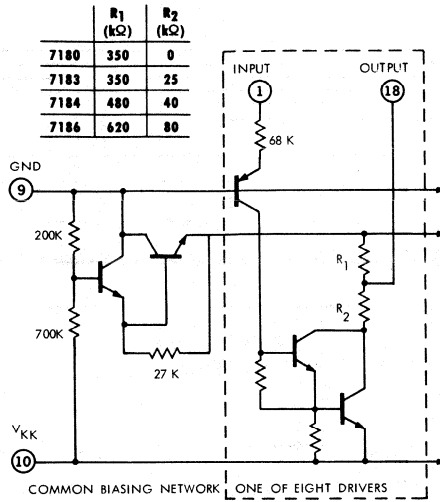 R1 R2
(kΩ) (kΩ)
7180 350 0
7183 350 25
7184 480 40
7186 620 80
INPUT OUTPUT
1 18
68 K
GND
9
200K
R1
R2
700K
27 K
VKK
10
COMMON BIASING NETWORK ONE OF EIGHT DRIVERS